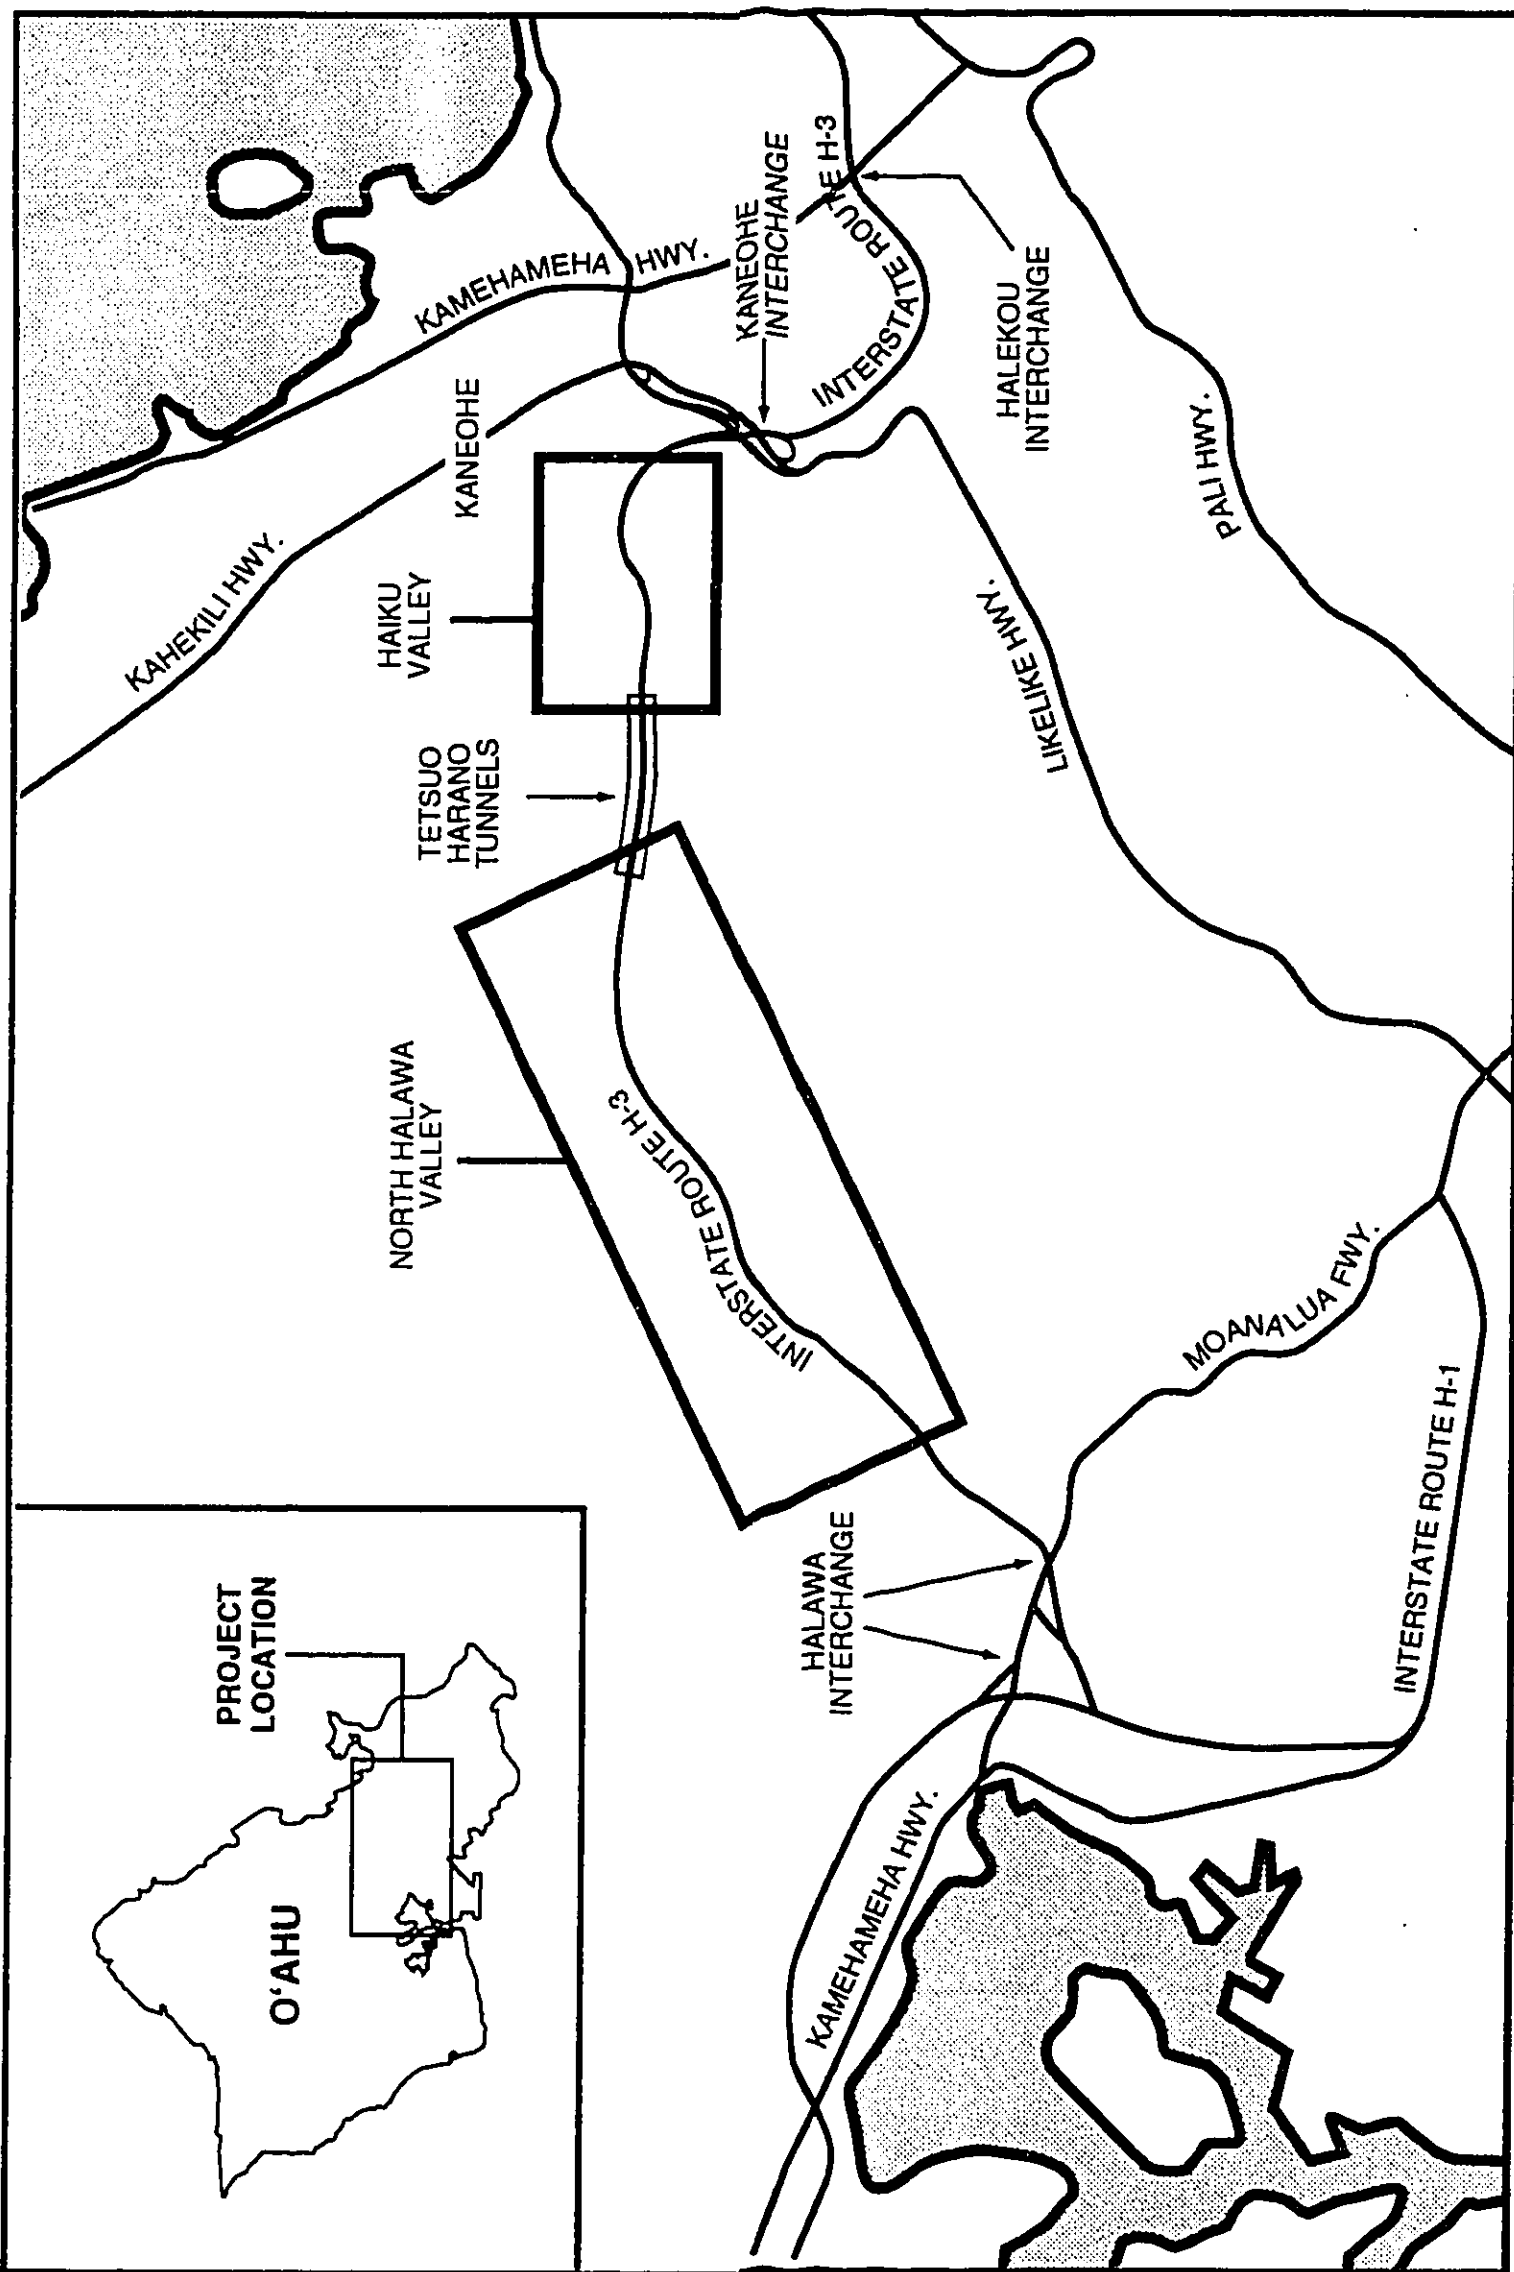 PROJECT
LOCATION
O'AHU
NORTH HALAWA
VALLEY
TETSUO
HARANO
TUNNELS
HAIKU
VALLEY
KAHEKILI HWY.
KANEOHE
KAMEHAMEHA HWY.
KANEOHE
INTERCHANGE
INTERSTATE ROUTE H-3
HALEKOU
INTERCHANGE
INTERSTATE ROUTE H-3
HALAWA
INTERCHANGE
LIKELIKE HWY.
PALI HWY.
KAMEHAMEHA HWY.
MOANALUA FWY.
INTERSTATE ROUTE H-1